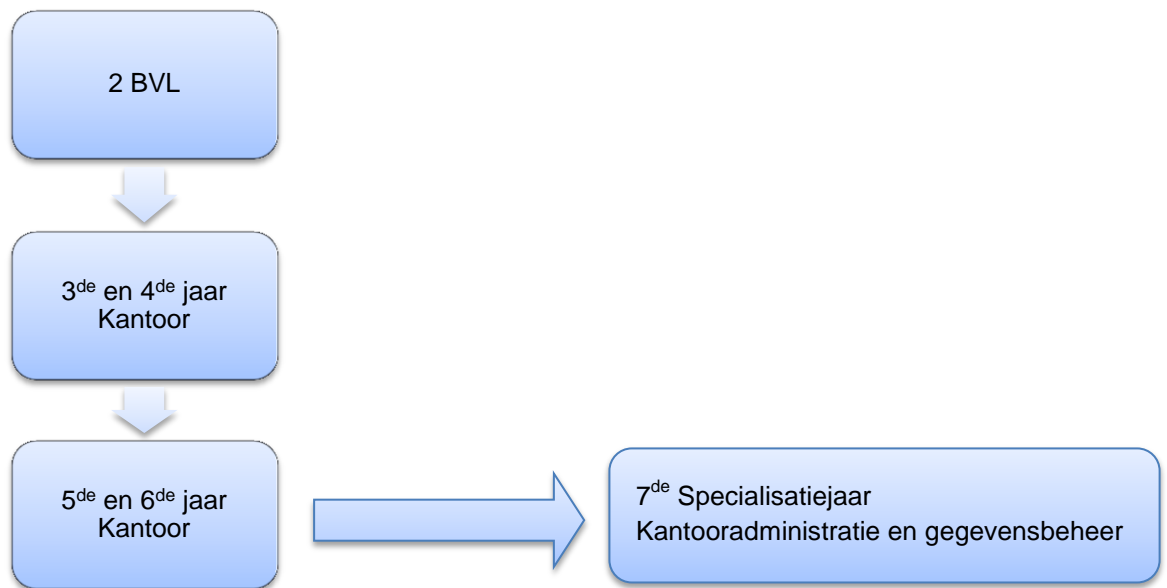 2 BVL
3de en 4de jaar
Kantoor
5de en 6de jaar
Kantoor
7de Specialisatiejaar
Kantooradministratie en gegevensbeheer